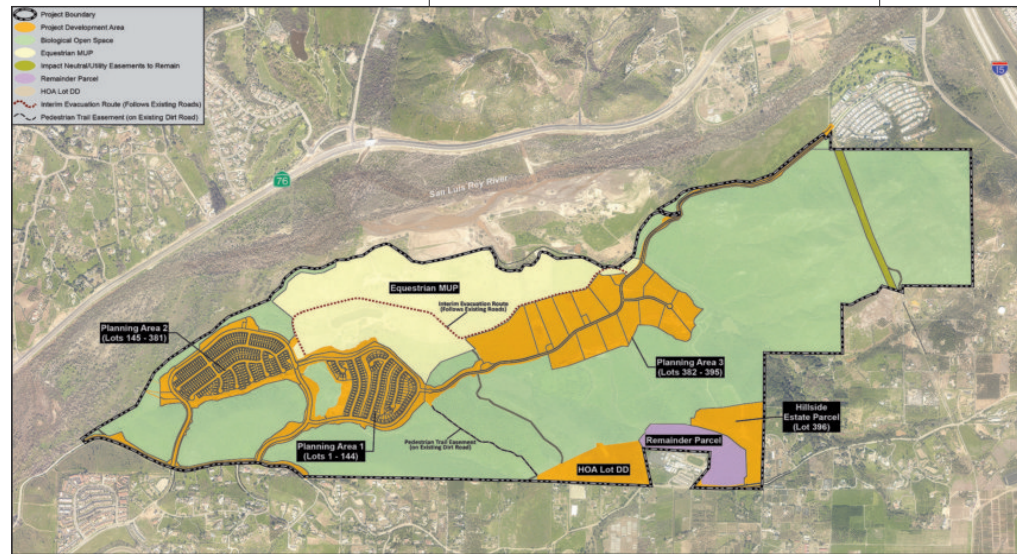 Project Boundary
Project Development Area
Biological Open Space
Equestrian MUP
Impact Neutral/Utility Easements to Remain
Remainder Parcel
HOA Lot DD
Interim Evacuation Route (Follows Existing Roads)
Pedestrian Trail Easement (on Existing Dirt Road)
15
76
San Luis Rey River
Equestrian MUP
Interim Evacuation Route
(Follows Existing Roads)
Planning Area 2
(Lots 145 - 381)
Planning Area 3
(Lots 382 - 395)
Hillside
Estate Parcel
(Lot 396)
Planning Area 1
(Lots 1 - 144)
Pedestrian Trail Easement
(on Existing Dirt Road)
Remainder Parcel
HOA Lot DD